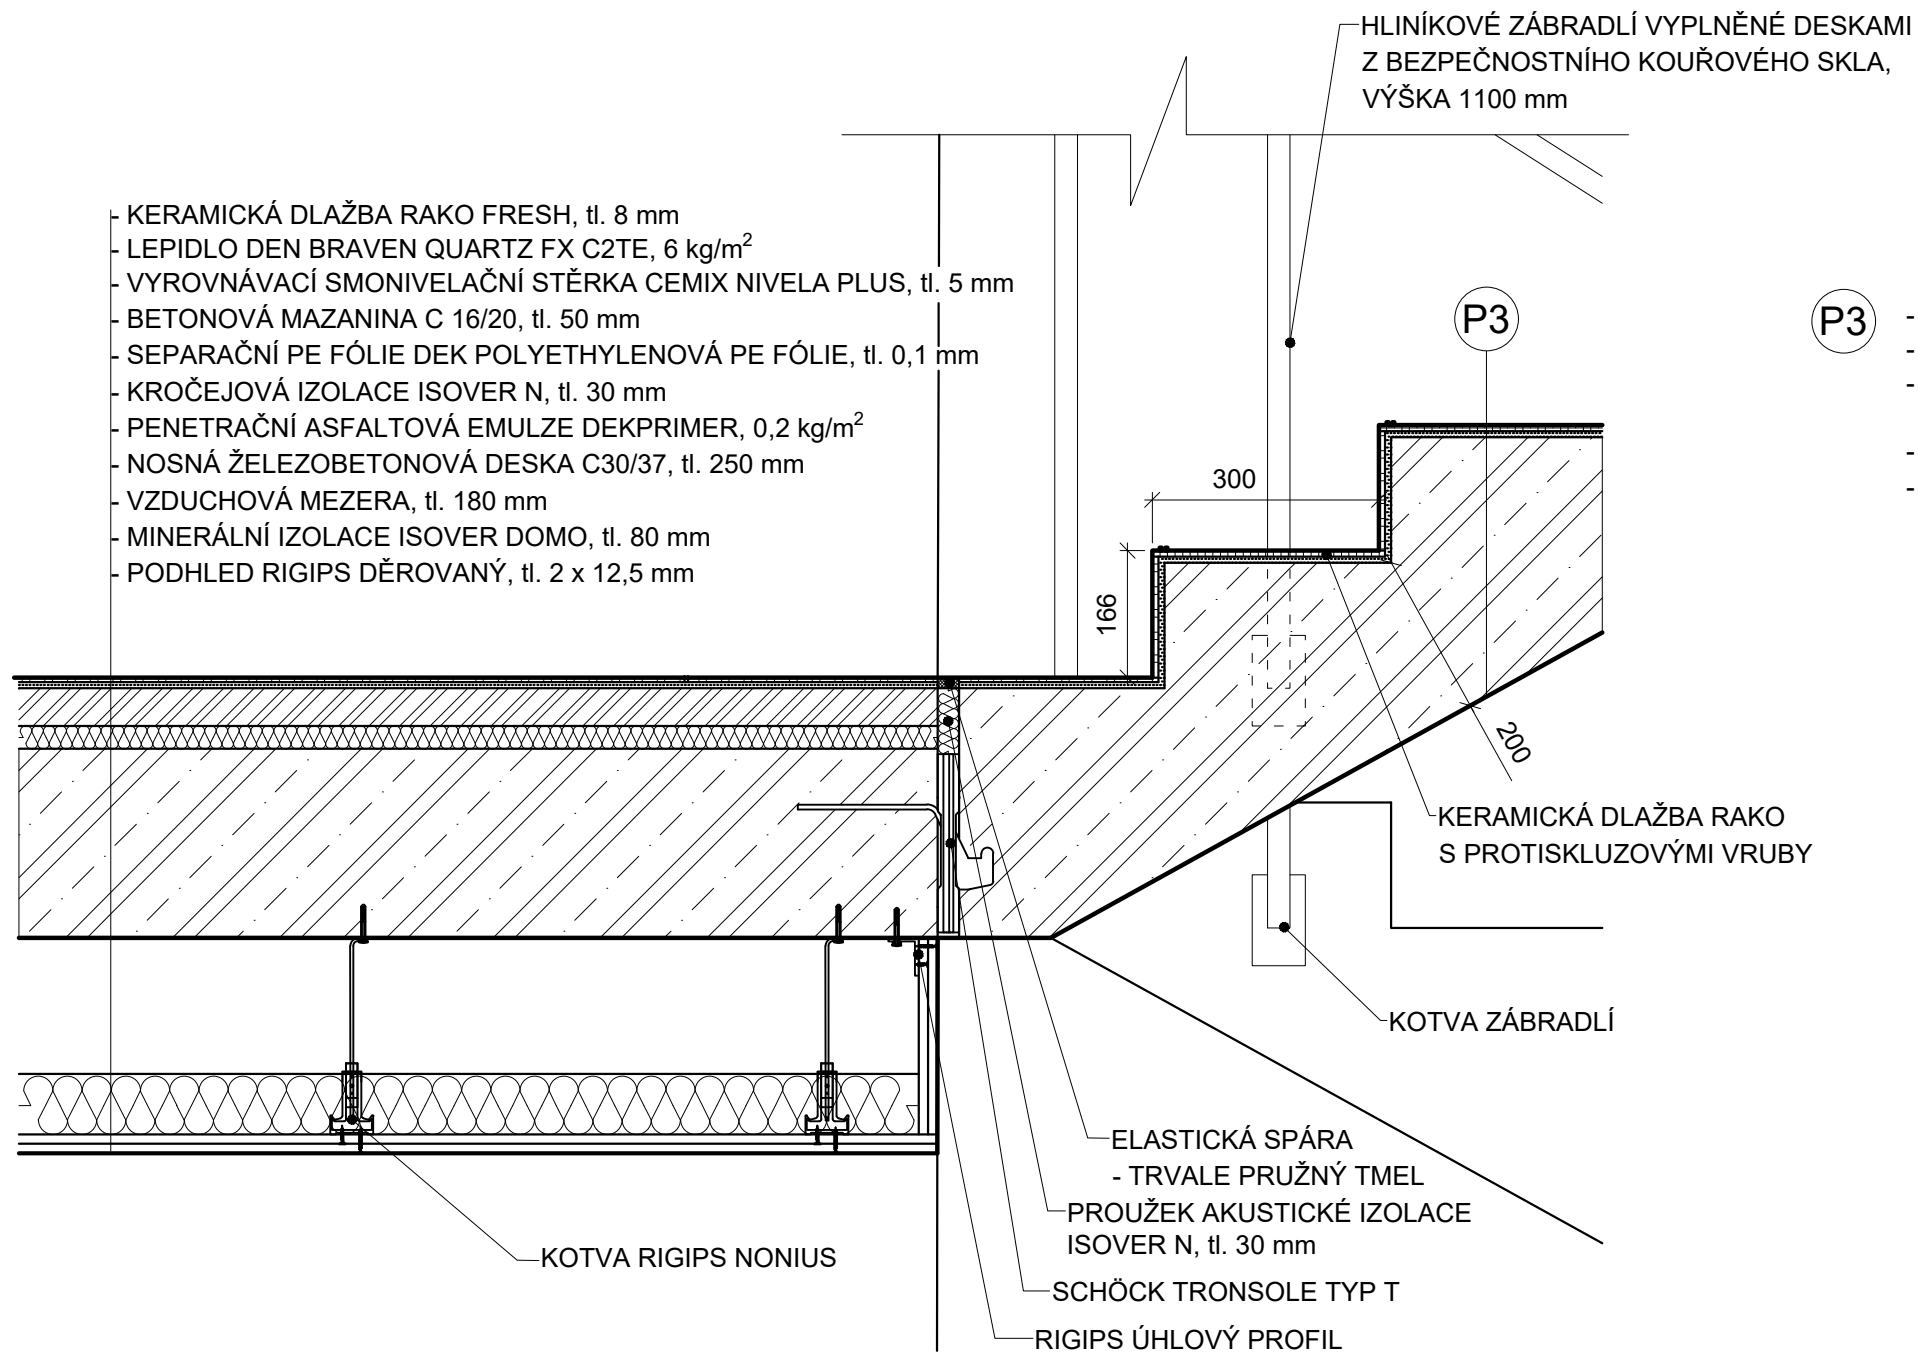 HLINÍKOVÉ ZÁBRADLÍ VYPLNĚNÉ DESKAMI
Z BEZPEČNOSTNÍHO KOUŘOVÉHO SKLA,
VÝŠKA 1100 mm
- KERAMICKÁ DLAŽBA RAKO FRESH, tl. 8 mm
- LEPIDLO DEN BRAVEN QUARTZ FX C2TE, 6 kg/m²
- VYROVNÁVACÍ SMONIVELAČNÍ STĚRKA CEMIX NIVELA PLUS, tl. 5 mm
- BETONOVÁ MAZANINA C 16/20, tl. 50 mm
- SEPARAČNÍ PE FÓLIE DEK POLYETHYLENOVÁ PE FÓLIE, tl. 0,1 mm
- KROČEJOVÁ IZOLACE ISOVER N, tl. 30 mm
- PENETRAČNÍ ASFALTOVÁ EMULZE DEKPRIMER, 0,2 kg/m²
- NOSNÁ ŽELEZOBETONOVÁ DESKA C30/37, tl. 250 mm
- VZDUCHOVÁ MEZERA, tl. 180 mm
- MINERÁLNÍ IZOLACE ISOVER DOMO, tl. 80 mm
- PODHLED RIGIPS DĚROVANÝ, tl. 2 x 12,5 mm
P3
P3
-
-
-
-
-
300
166
200
KERAMICKÁ DLAŽBA RAKO
S PROTISKLUZOVÝMI VRUBY
KOTVA ZÁBRADLÍ
ELASTICKÁ SPÁRA
- TRVALE PRUŽNÝ TMEL
PROUŽEK AKUSTICKÉ IZOLACE
ISOVER N, tl. 30 mm
KOTVA RIGIPS NONIUS
SCHÖCK TRONSOLE TYP T
RIGIPS ÚHLOVÝ PROFIL